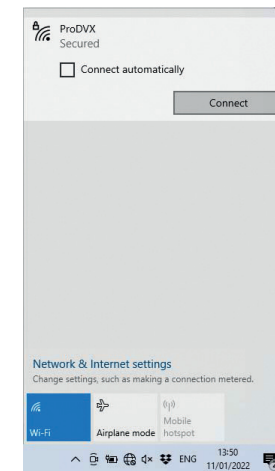 ProDVX
Secured
Connect automatically
Connect
Network & Internet settings
Change settings, such as making a connection metered.
Wi-Fi
Airplane mode
Mobile
hotspot
ENG
13:50
11/01/2022